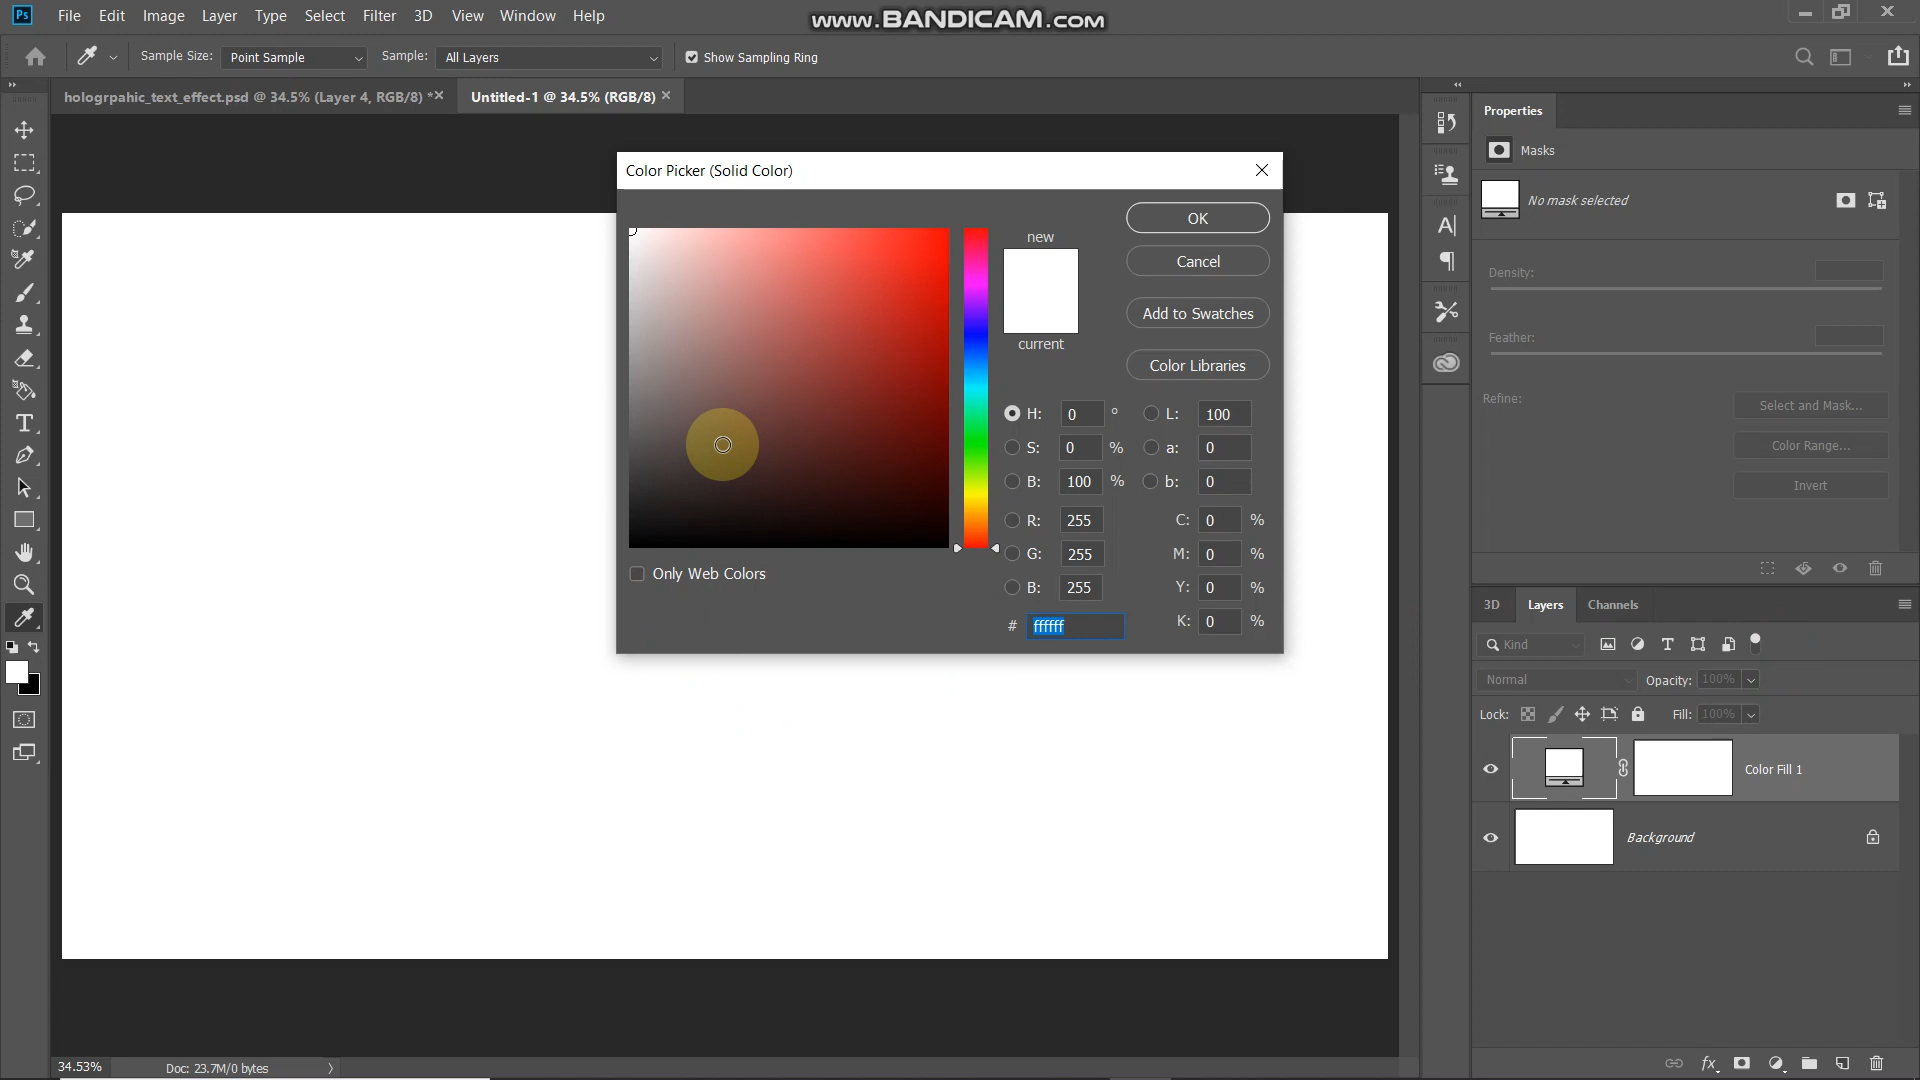 Ps File Edit Image Layer Type Select Filter 3D View Window Help
www.BANDICAM.com
Sample Size: Point Sample Sample: All Layers Show Sampling Ring
hologrpahic_text_effect.psd @ 34.5% (Layer 4, RGB/8) * Untitled-1 @ 34.5% (RGB/8)
Color Picker (Solid Color)
new
current
OK
Cancel
Add to Swatches
Color Libraries
H: 0 ° L: 100
S: 0 % a: 0
B: 100 % b: 0
R: 255 C: 0 %
G: 255 M: 0 %
B: 255 Y: 0 %
# ffffff K: 0 %
Only Web Colors
Properties
Masks
No mask selected
Density:
Feather:
Refine: Select and Mask...
Color Range...
Invert
3D Layers Channels
Kind
Normal Opacity: 100%
Lock: Fill: 100%
Color Fill 1
Background
34.53% Doc: 23.7M/0 bytes